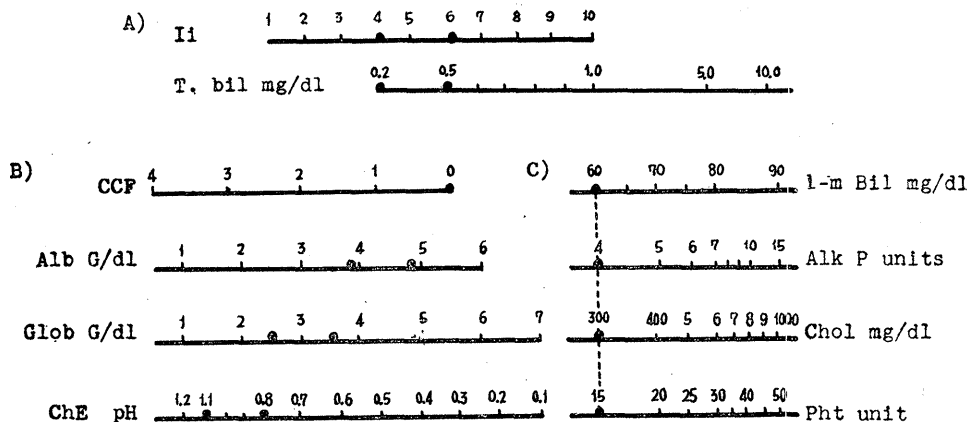 A) Ii 1 2 3 4 5 6 7 8 9 10
T. bil mg/dl 0.2 0.5 1.0 5.0 10.0
B) CCF 4 3 2 1 0
Alb G/dl 1 2 3 4 5 6
Glob G/dl 1 2 3 4 5 6 7
ChE pH 1.2 1.1 0.8 0.7 0.6 0.5 0.4 0.4 0.3 0.2 0.1
C) 60 70 80 90 1-m Bil mg/dl
4 5 6 7 10 15 Alk P units
300 400 5 6 7 8 9 1000 Chol mg/dl
15 20 25 30 40 50 Pht unit